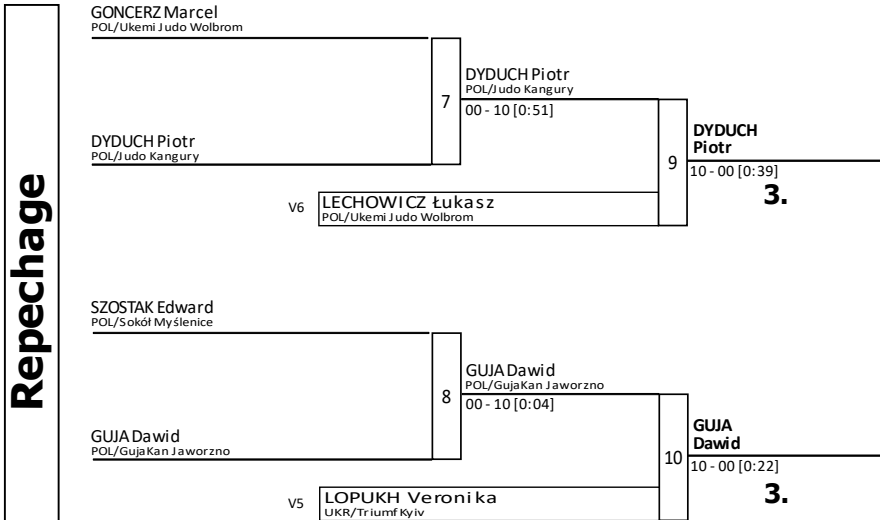 Repechage
GONCERZ Marcel
POL/Ukemi Judo Wolbrom
7
DYDUCH Piotr
POL/Judo Kangury
00 - 10 [0:51]
DYDUCH Piotr
POL/Judo Kangury
9
DYDUCH
Piotr
10 - 00 [0:39]
3.
V6
LECHOWICZ Łukasz
POL/Ukemi Judo Wolbrom
SZOSTAK Edward
POL/Sokół Myślenice
8
GUJA Dawid
POL/GujaKan Jaworzno
00 - 10 [0:04]
GUJA Dawid
POL/GujaKan Jaworzno
10
GUJA
Dawid
10 - 00 [0:22]
3.
V5
LOPUKH Veronika
UKR/Triumf Kyiv